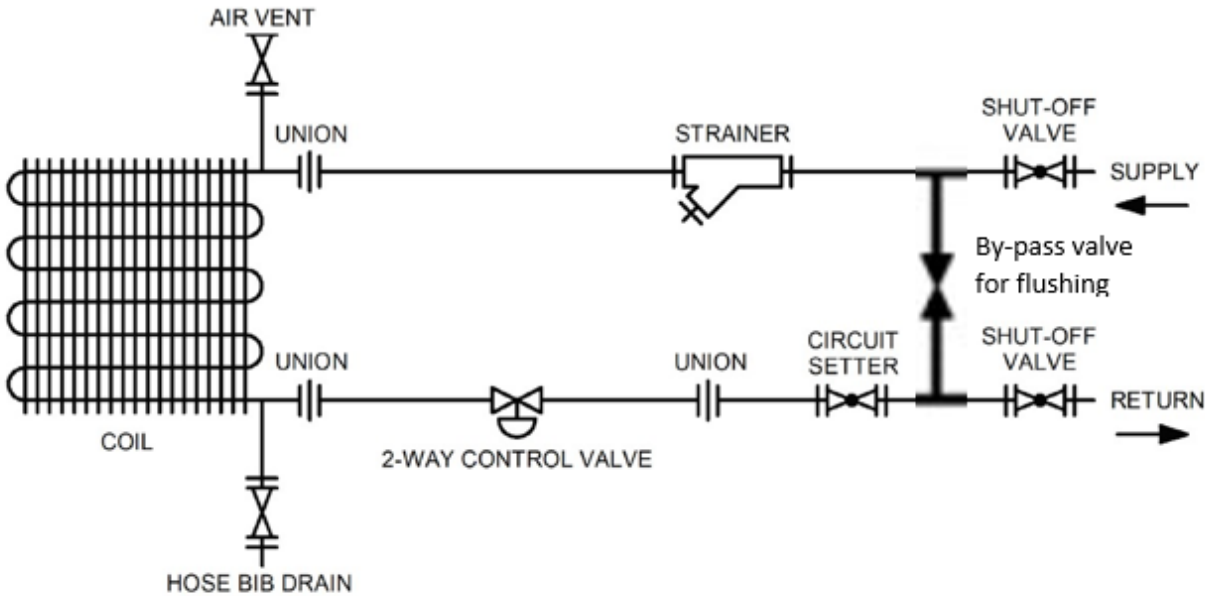 AIR VENT
UNION
STRAINER
SHUT-OFF
VALVE
SUPPLY
By-pass valve
for flushing
UNION
UNION
CIRCUIT
SETTER
SHUT-OFF
VALVE
RETURN
COIL
2-WAY CONTROL VALVE
HOSE BIB DRAIN